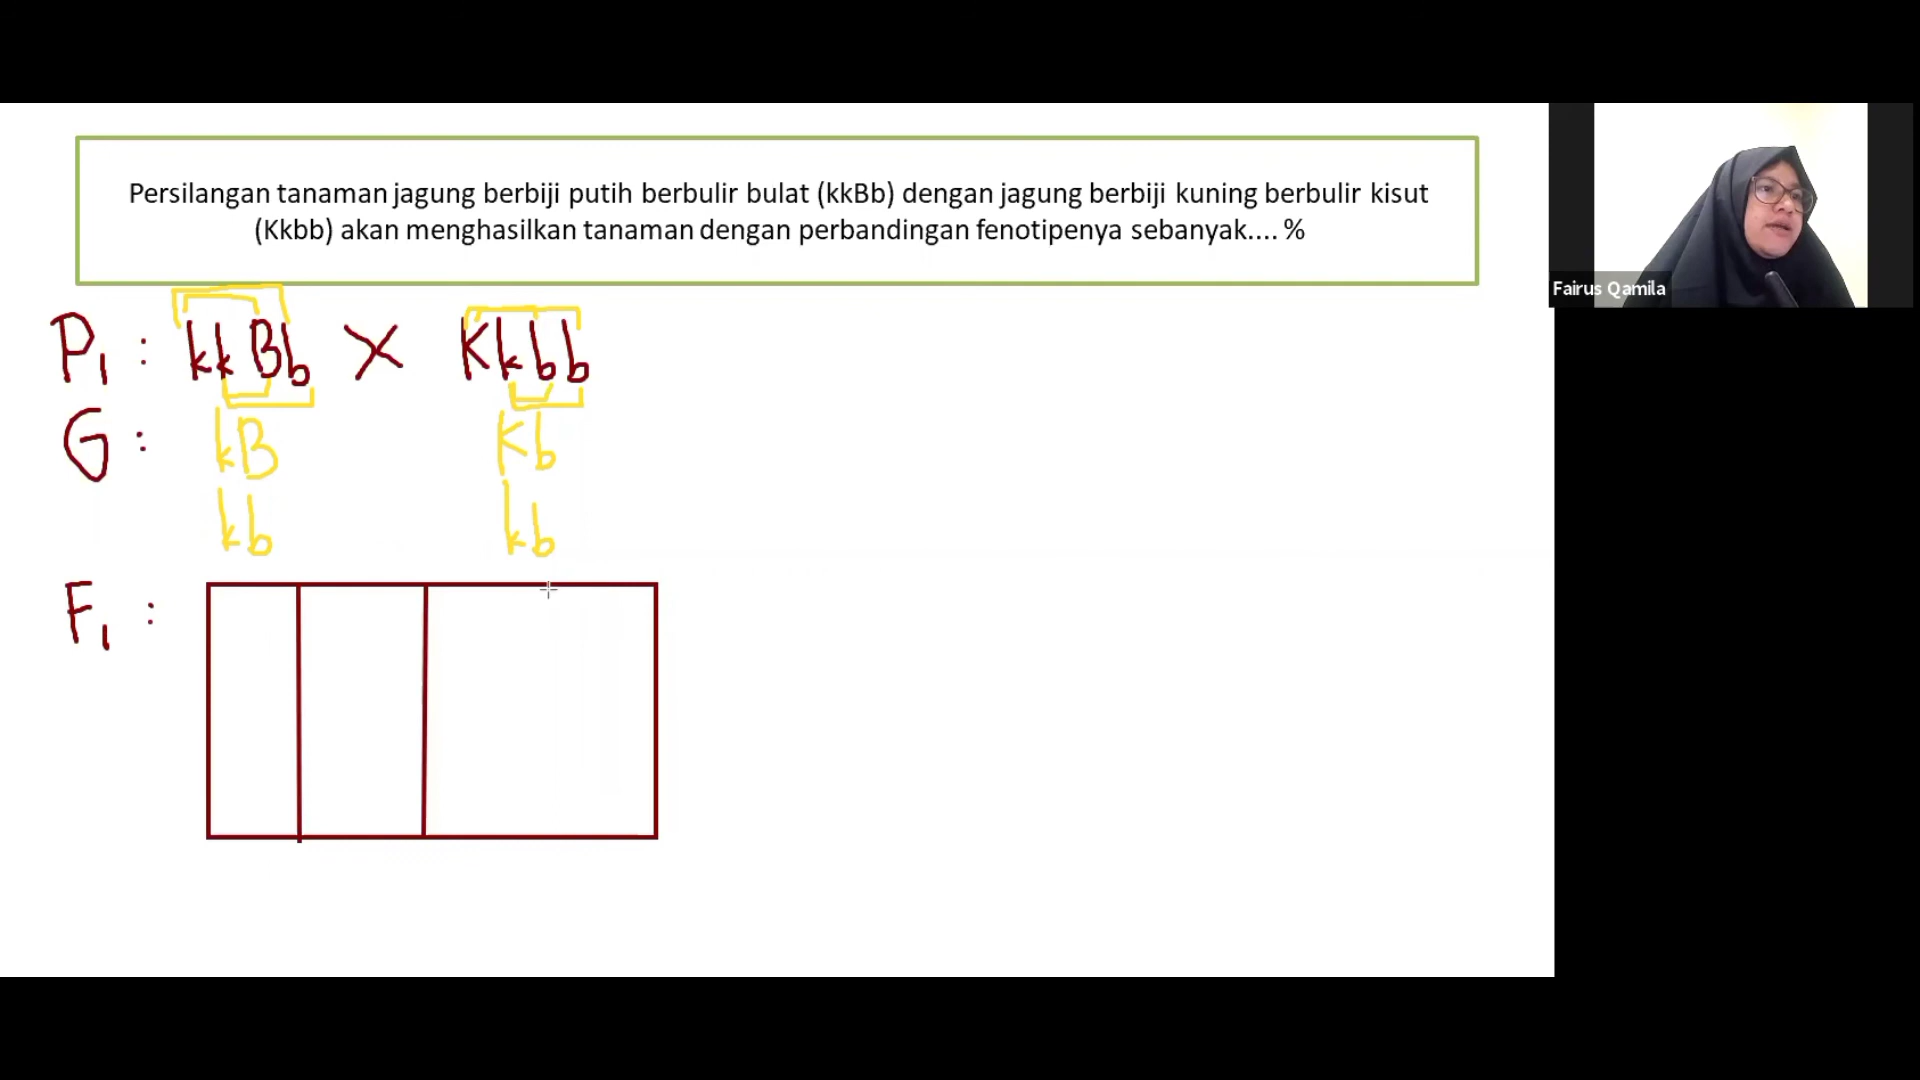 Persilangan tanaman jagung berbiji putih berbulir bulat (kkBb) dengan jagung berbiji kuning berbulir kisut
(Kkbb) akan menghasilkan tanaman dengan perbandingan fenotipenya sebanyak.... %
Fairus Qamila
P1 : kkBb X Kkbb
G : kB Kb
kb kb
F1 :